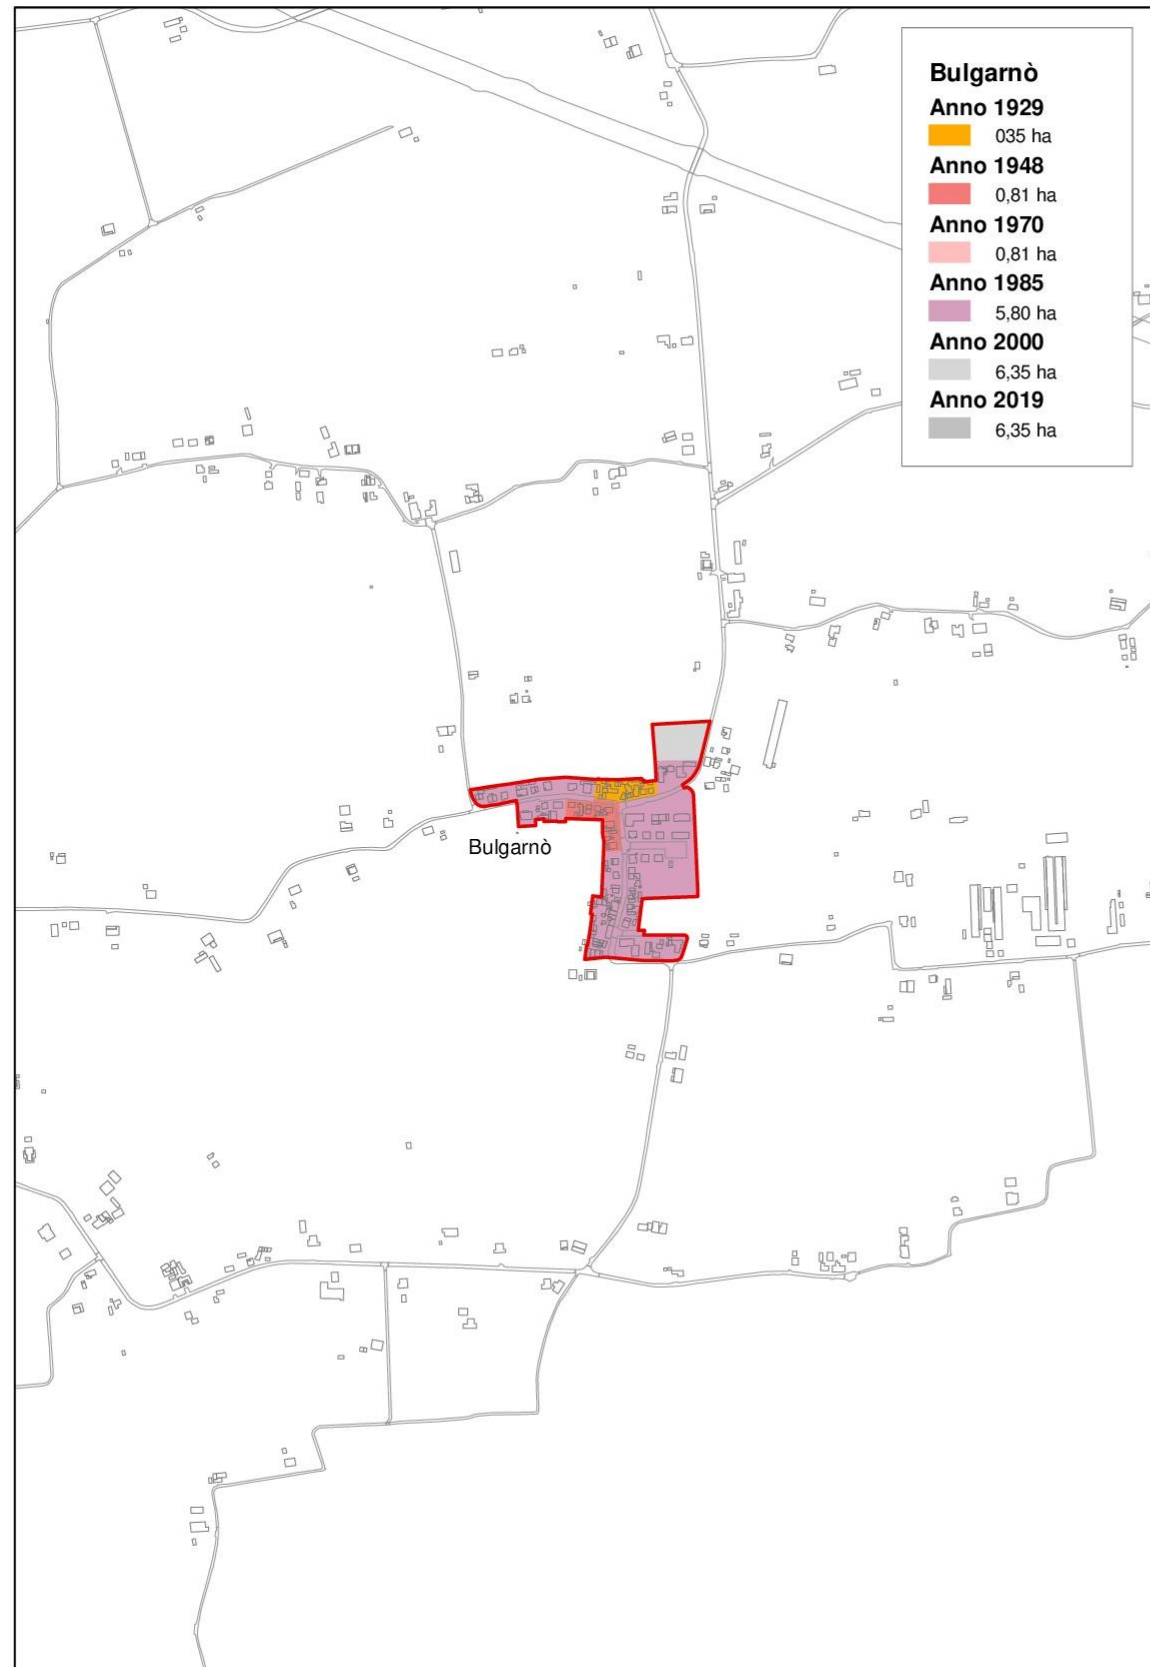 Bulgarnò
Anno 1929
035 ha
Anno 1948
0,81 ha
Anno 1970
0,81 ha
Anno 1985
5,80 ha
Anno 2000
6,35 ha
Anno 2019
6,35 ha
Bulgarnò